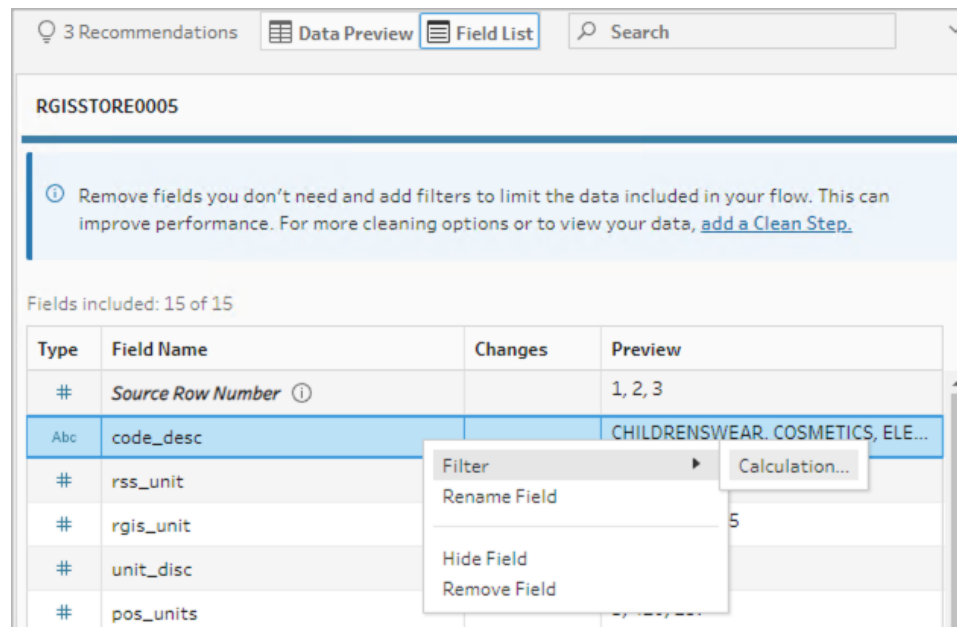 3 Recommendations Data Preview Field List Search
RGISSTORE0005
Remove fields you don't need and add filters to limit the data included in your flow. This can
improve performance. For more cleaning options or to view your data, add a Clean Step.
Fields included: 15 of 15
Type Field Name Changes Preview
# Source Row Number 1, 2, 3
Abc code_desc CHILDRENSWEAR, COSMETICS, ELE...
Filter Calculation...
# rss_unit
Rename Field
# rgis_unit 5
Hide Field
# unit_disc
Remove Field
# pos_units